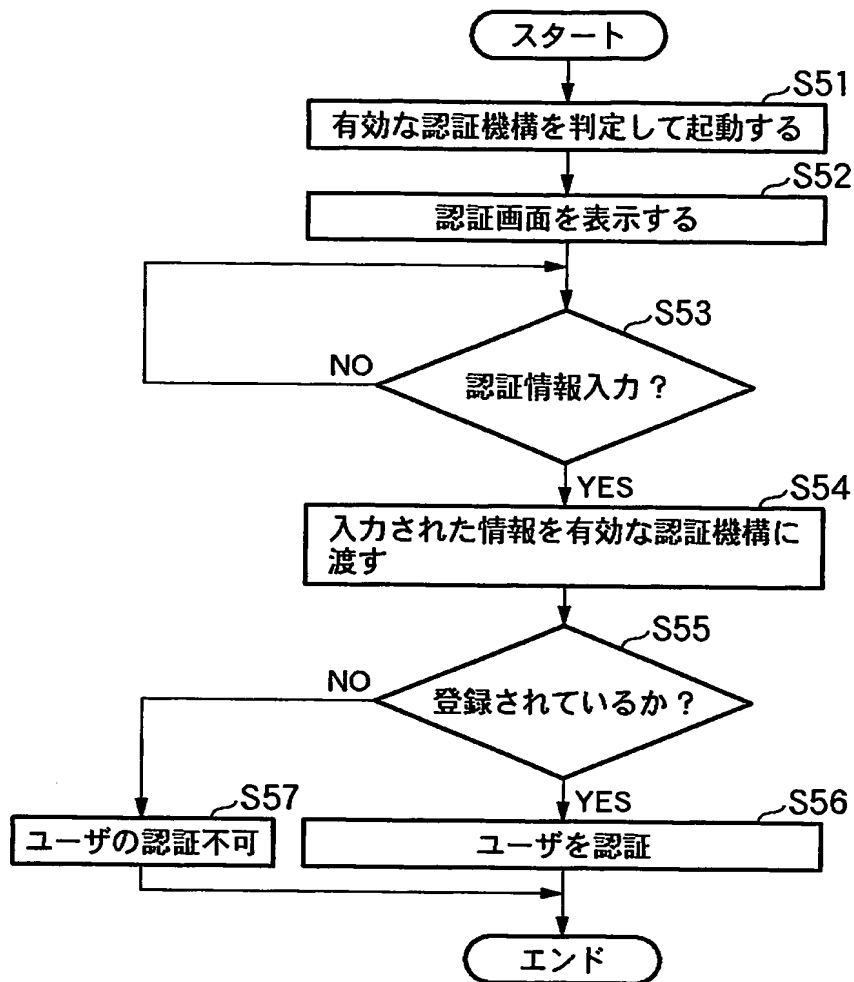 スタート
S51
有効な認証機構を判定して起動する
S52
認証画面を表示する
S53
NO
認証情報入力?
YES
S54
入力された情報を有効な認証機構に
渡す
S55
NO
登録されているか?
YES
S57
S56
ユーザの認証不可
ユーザを認証
エンド